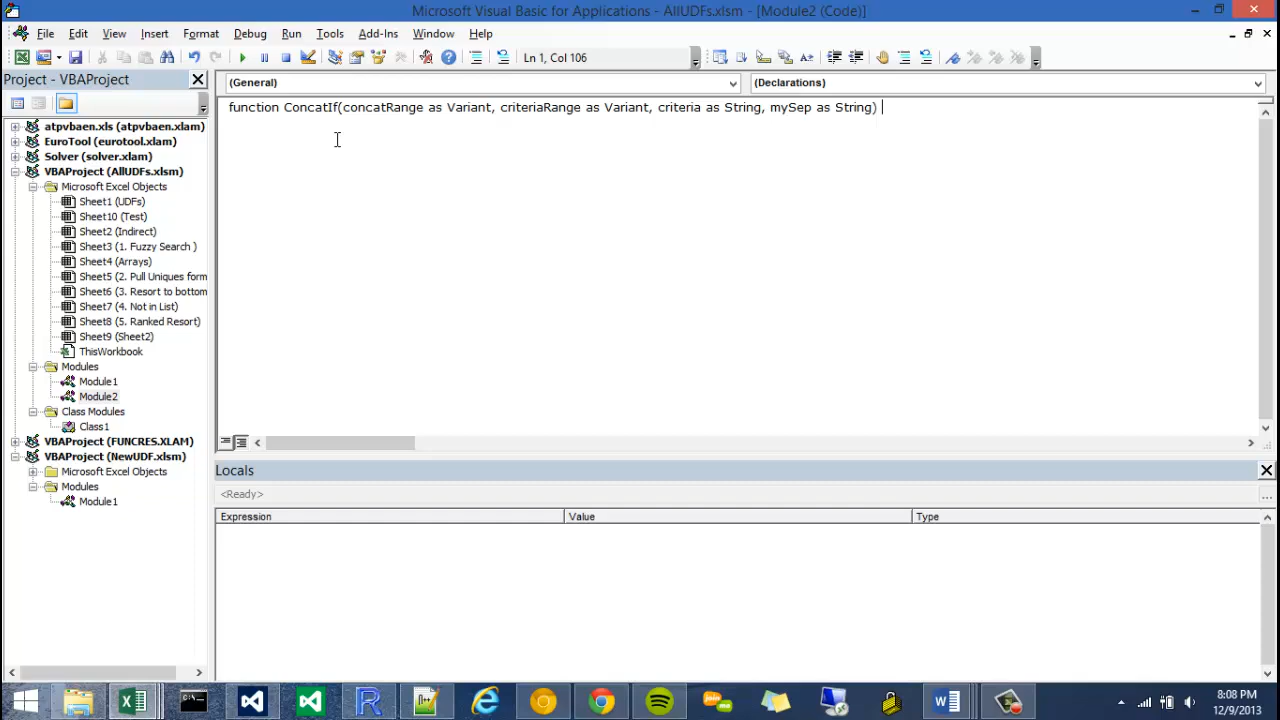 Microsoft Visual Basic for Applications - AllUDFs.xlsm - [Module2 (Code)]
File Edit View Insert Format Debug Run Tools Add-Ins Window Help
Ln 1, Col 106
Project - VBAProject
(General)
(Declarations)
function ConcatIf(concatRange as Variant, criteriaRange as Variant, criteria as String, mySep as String)
atpvbaen.xls (atpvbaen.xlam)
EuroTool (eurotool.xlam)
Solver (solver.xlam)
VBAProject (AllUDFs.xlsm)
Microsoft Excel Objects
Sheet1 (UDFs)
Sheet10 (Test)
Sheet2 (Indirect)
Sheet3 (1. Fuzzy Search )
Sheet4 (Arrays)
Sheet5 (2. Pull Uniques form
Sheet6 (3. Resort to bottom
Sheet7 (4. Not in List)
Sheet8 (5. Ranked Resort)
Sheet9 (Sheet2)
ThisWorkbook
Modules
Module1
Module2
Class Modules
Class1
VBAProject (FUNCRES.XLAM)
VBAProject (NewUDF.xlsm)
Microsoft Excel Objects
Modules
Module1
Locals
<Ready>
Expression Value Type
8:08 PM
12/9/2013